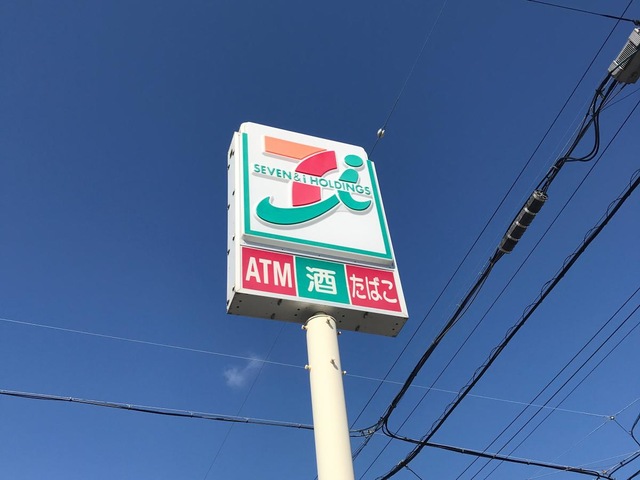 SEVEN & i HOLDINGS
ATM 酒 たばこ